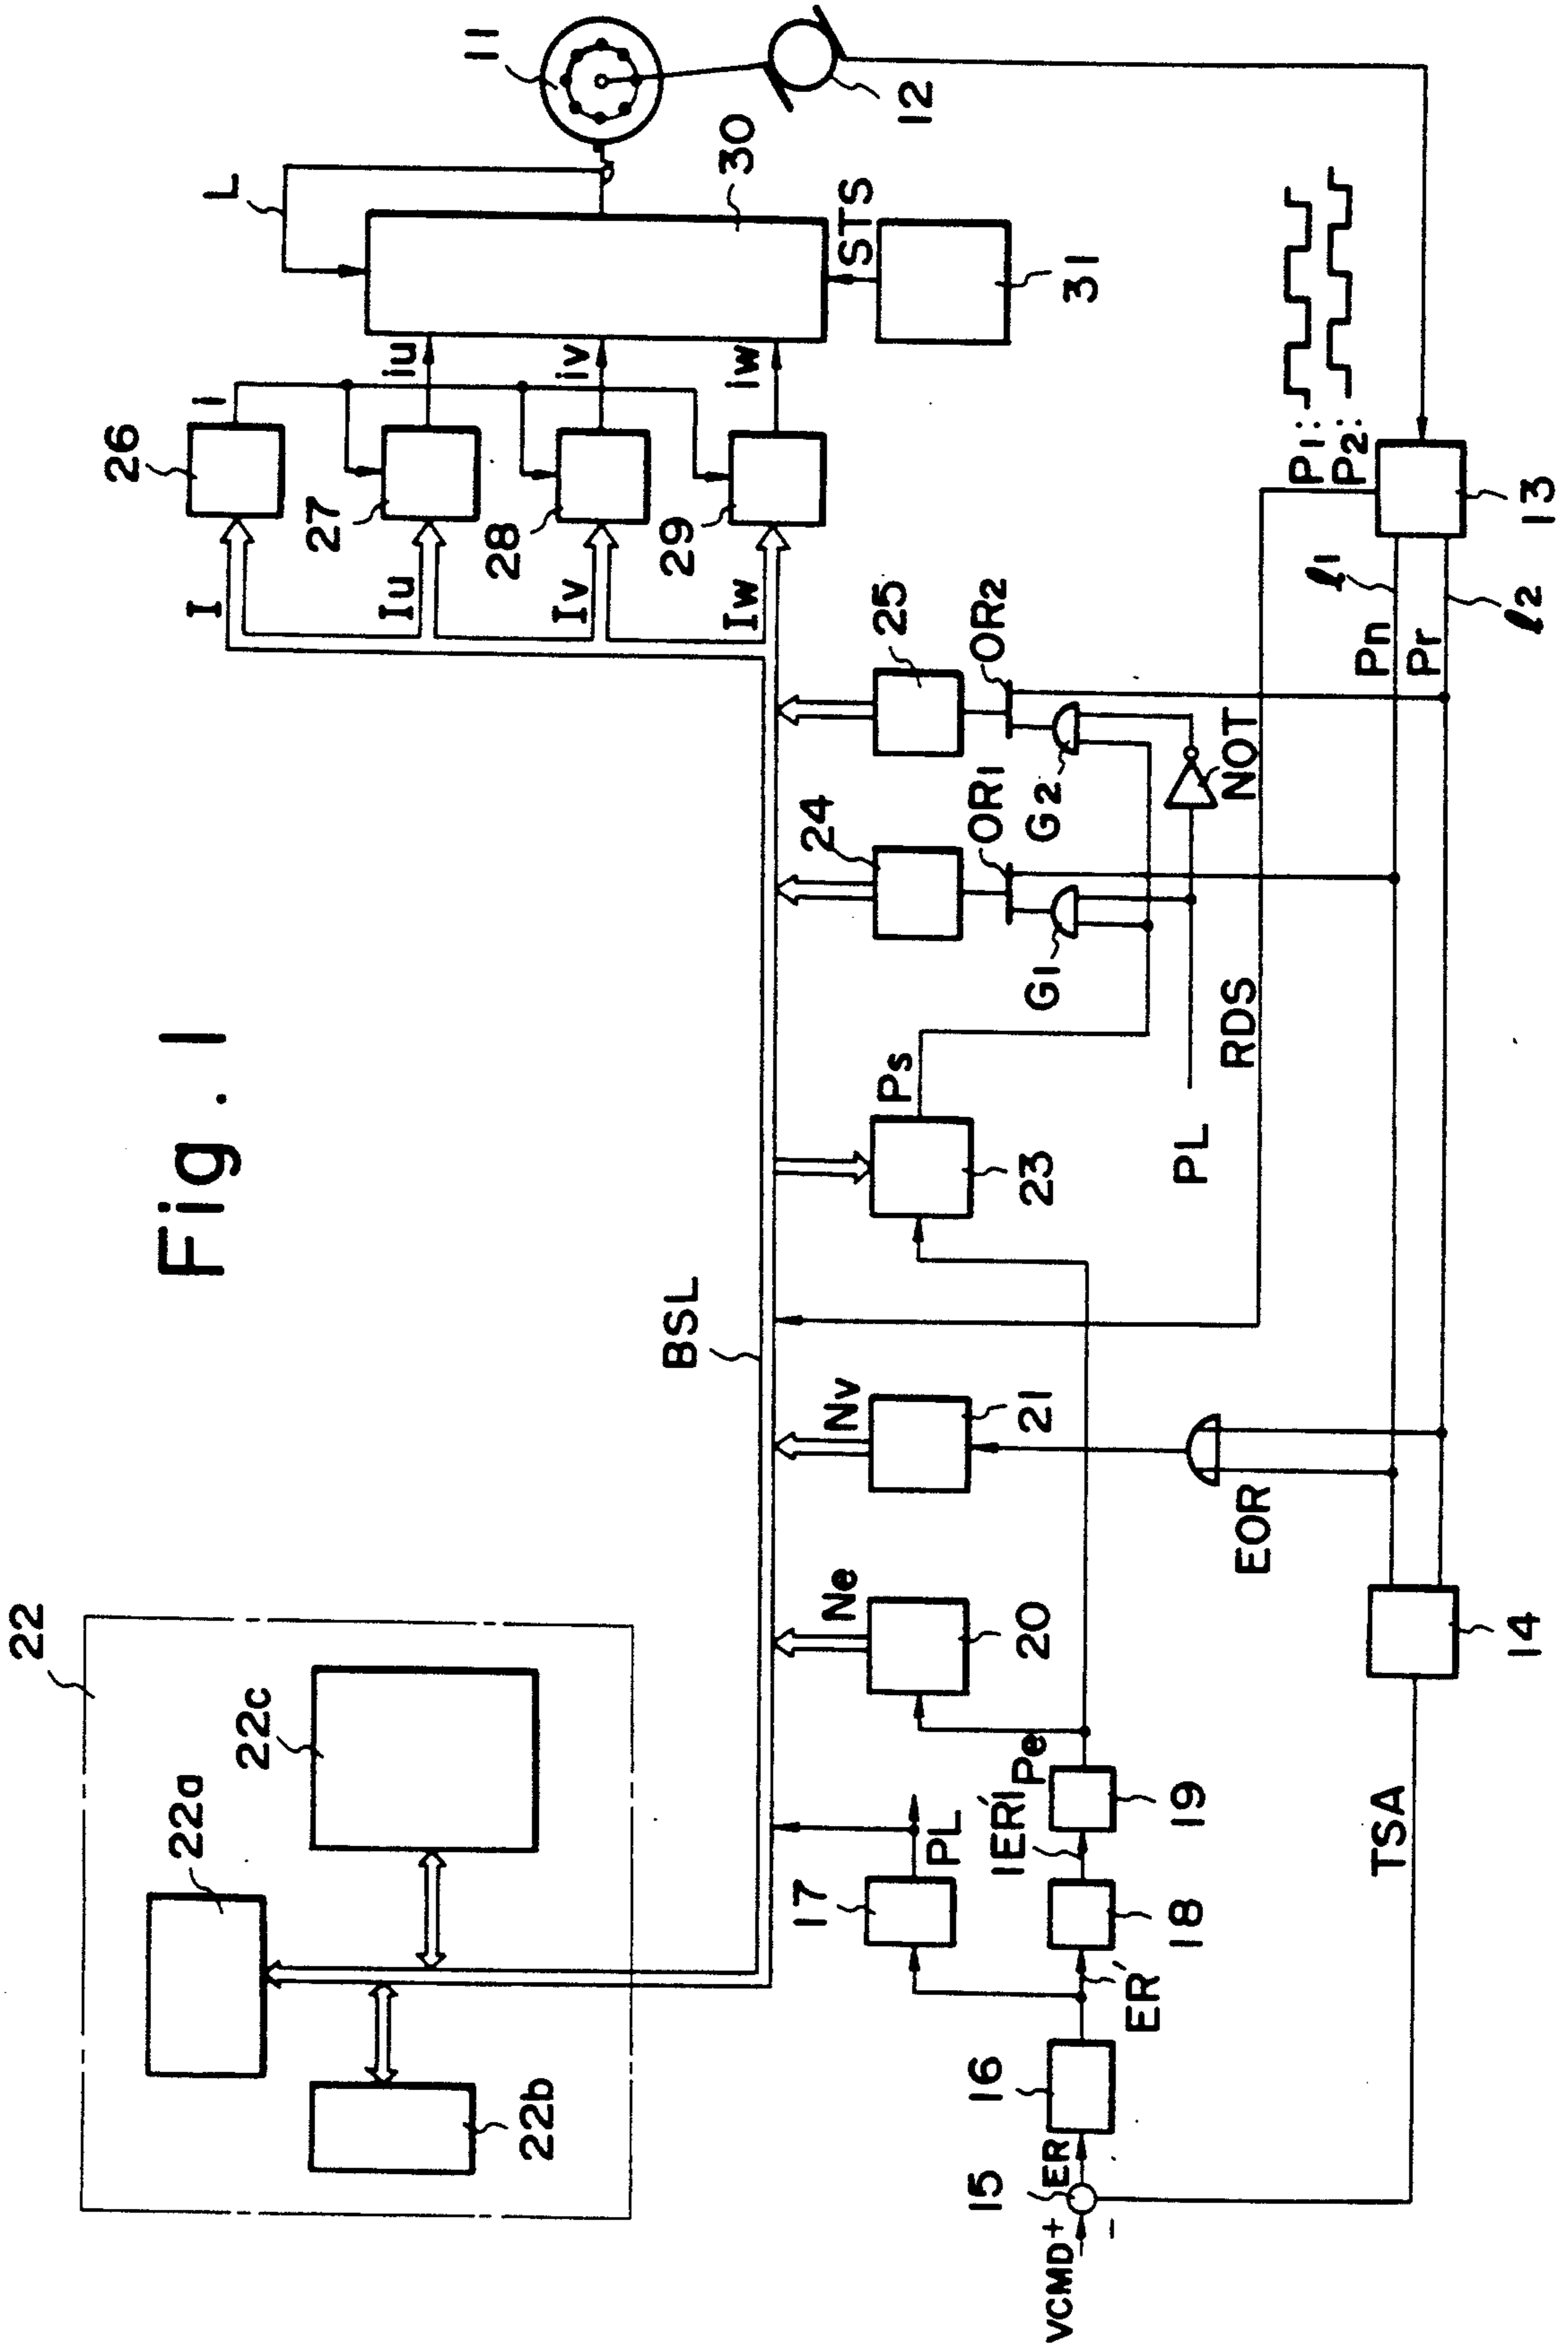 Fig. 1
22
22a
22b
22c
BSL
L
11
12
30
STS
31
26
I
i
27
Iu
iu
28
Iv
iv
29
Iw
iw
17
PL
Ne
20
Nv
21
Ps
23
24
25
OR1
OR2
G1
G2
NOT
PL
RDS
VCMD
+
-
15
ER
16
ER'
18
|ER'|
19
Pe
EOR
TSA
14
Pn
Pr
ℓ1
ℓ2
13
P1:
P2: